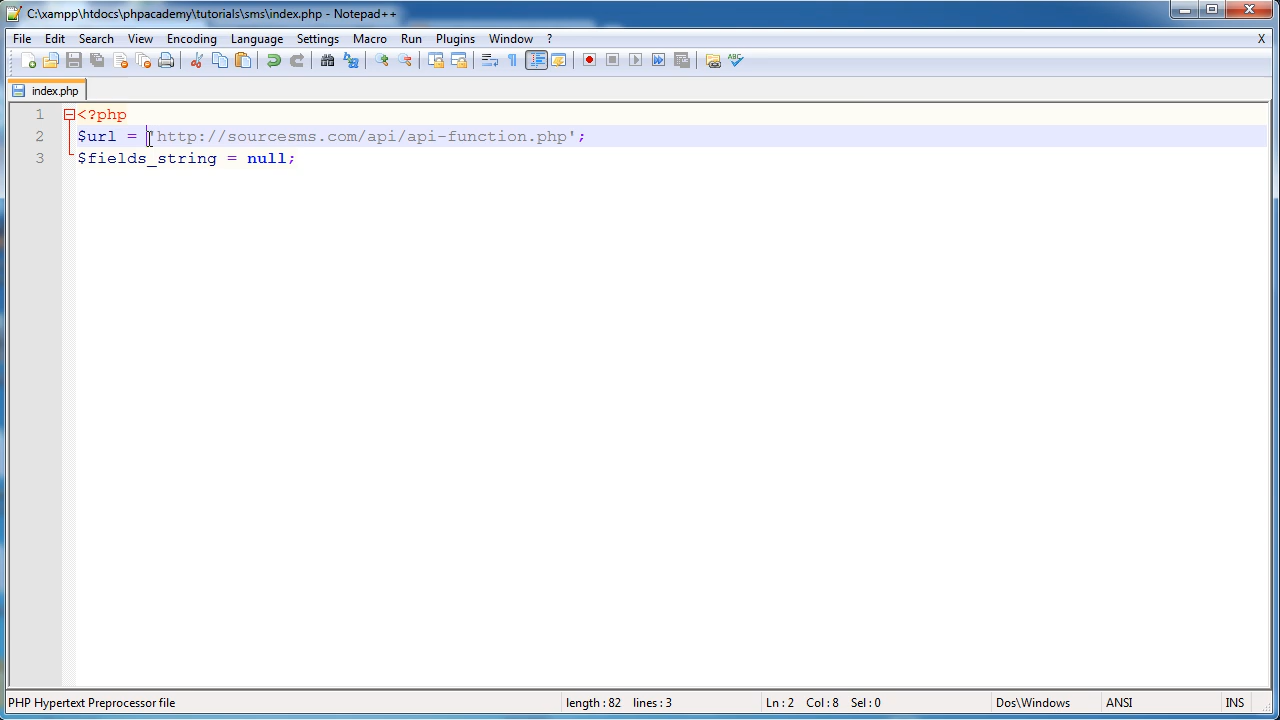 C:\xampp\htdocs\phpacademy\tutorials\sms\index.php - Notepad++
File Edit Search View Encoding Language Settings Macro Run Plugins Window ? X
index.php
1 <?php
2 $url = 'http://sourcesms.com/api/api-function.php';
3 $fields_string = null;
PHP Hypertext Preprocessor file length : 82 lines : 3 Ln : 2 Col : 8 Sel : 0 Dos\Windows ANSI INS